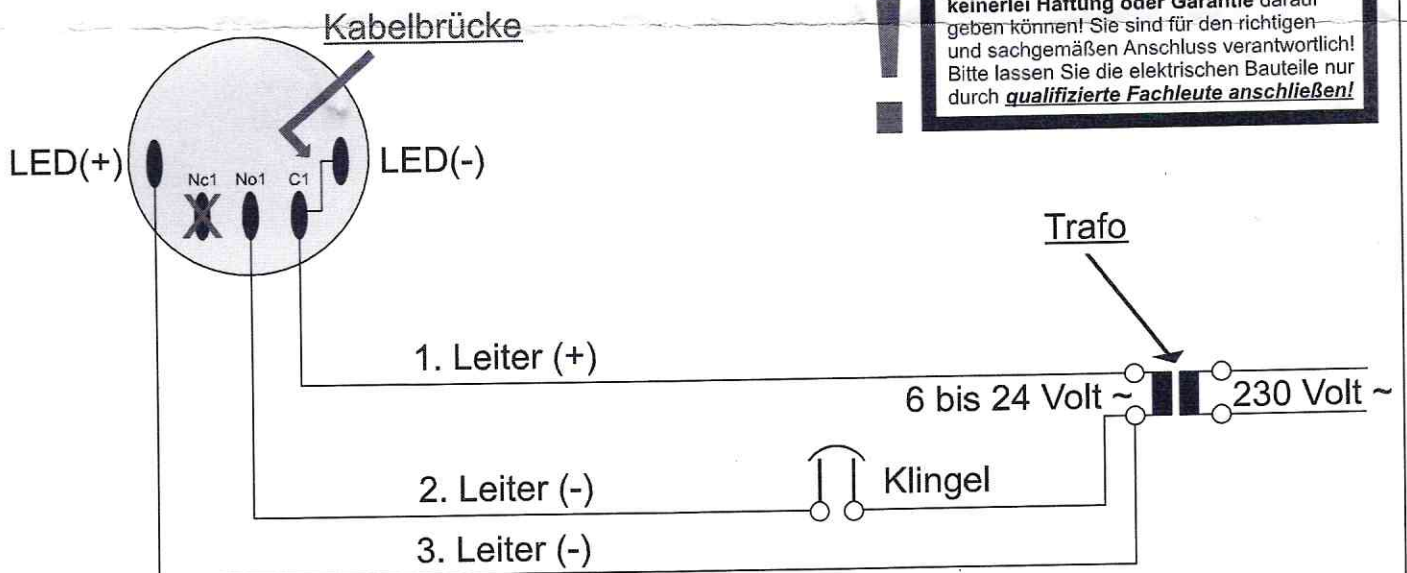 keinerlei Haftung oder Garantie darauf
geben können! Sie sind für den richtigen
und sachgemäßen Anschluss verantwortlich!
Bitte lassen Sie die elektrischen Bauteile nur
durch qualifizierte Fachleute anschließen!
!
Kabelbrücke
LED(+)
LED(-)
Nc1 No1 C1
Trafo
1. Leiter (+)
6 bis 24 Volt ~
230 Volt ~
2. Leiter (-)
Klingel
3. Leiter (-)